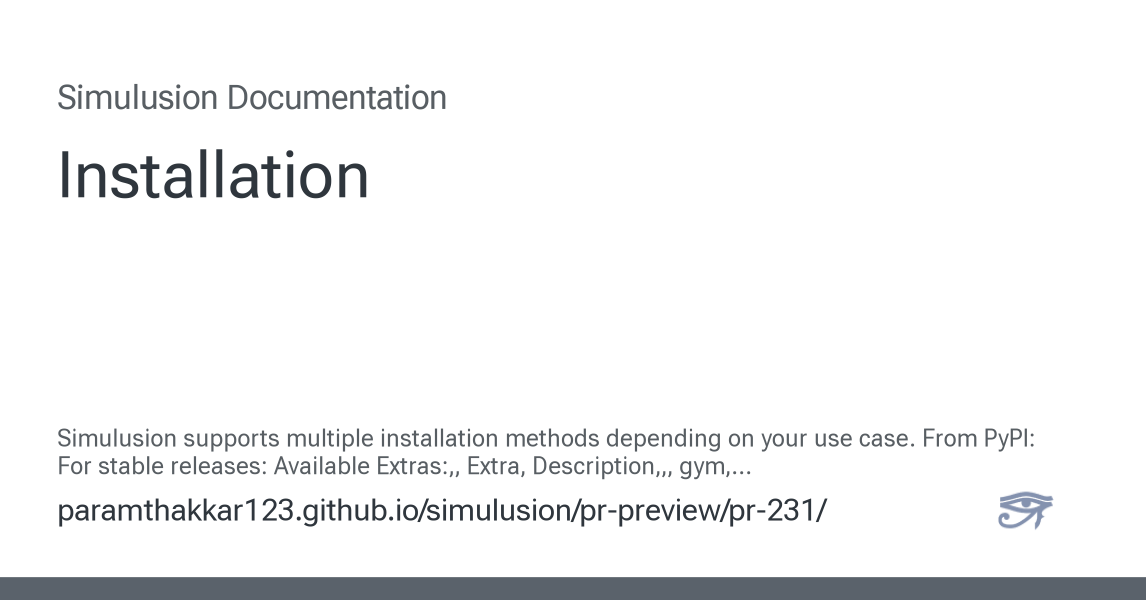 Simulusion Documentation
Installation
Simulusion supports multiple installation methods depending on your use case. From PyPI:
For stable releases: Available Extras:,, Extra, Description,,, gym,...
paramthakkar123.github.io/simulusion/pr-preview/pr-231/